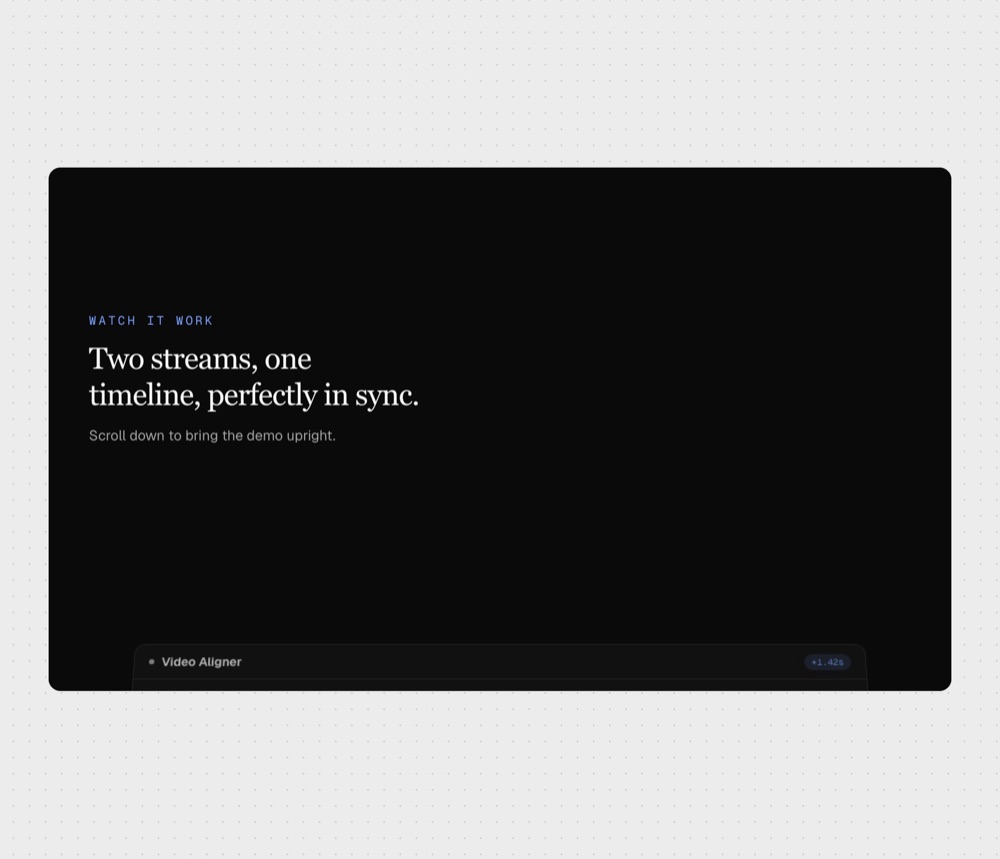 WATCH IT WORK
Two streams, one
timeline, perfectly in sync.
Scroll down to bring the demo upright.
Video Aligner
+1.42s